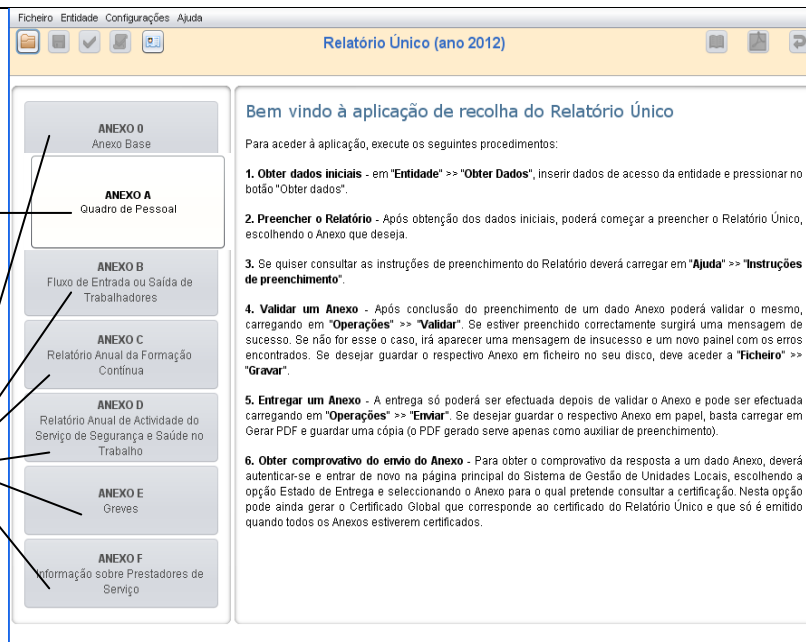 Ficheiro Entidade Configurações Ajuda
Relatório Único (ano 2012)
ANEXO 0
Anexo Base
ANEXO A
Quadro de Pessoal
ANEXO B
Fluxo de Entrada ou Saída de
Trabalhadores
ANEXO C
Relatório Anual da Formação
Contínua
ANEXO D
Relatório Anual de Actividade do
Serviço de Segurança e Saúde no
Trabalho
ANEXO E
Greves
ANEXO F
Informação sobre Prestadores de
Serviço
Bem vindo à aplicação de recolha do Relatório Único
Para aceder à aplicação, execute os seguintes procedimentos:
1. Obter dados iniciais - em "Entidade" >> "Obter Dados", inserir dados de acesso da entidade e pressionar no
botão "Obter dados".
2. Preencher o Relatório - Após obtenção dos dados iniciais, poderá começar a preencher o Relatório Único,
escolhendo o Anexo que deseja.
3. Se quiser consultar as instruções de preenchimento do Relatório deverá carregar em "Ajuda" >> "Instruções
de preenchimento".
4. Validar um Anexo - Após conclusão do preenchimento de um dado Anexo poderá validar o mesmo,
carregando em "Operações" >> "Validar". Se estiver preenchido correctamente surgirá uma mensagem de
sucesso. Se não for esse o caso, irá aparecer uma mensagem de insucesso e um novo painel com os erros
encontrados. Se desejar guardar o respectivo Anexo em ficheiro no seu disco, deve aceder a "Ficheiro" >>
"Gravar".
5. Entregar um Anexo - A entrega só poderá ser efectuada depois de validar o Anexo e pode ser efectuada
carregando em "Operações" >> "Enviar". Se desejar guardar o respectivo Anexo em papel, basta carregar em
Gerar PDF e guardar uma cópia (o PDF gerado serve apenas como auxiliar de preenchimento).
6. Obter comprovativo do envio do Anexo - Para obter o comprovativo da resposta a um dado Anexo, deverá
autenticar-se e entrar de novo na página principal do Sistema de Gestão de Unidades Locais, escolhendo a
opção Estado de Entrega e seleccionando o Anexo para o qual pretende consultar a certificação. Nesta opção
pode ainda gerar o Certificado Global que corresponde ao certificado do Relatório Único e que só é emitido
quando todos os Anexos estiverem certificados.